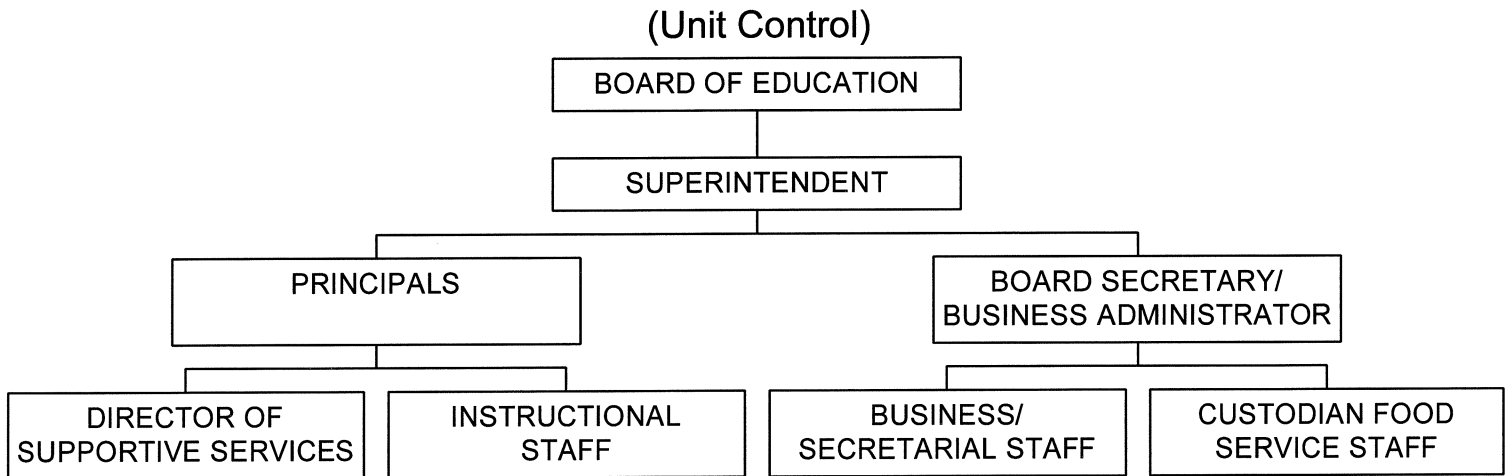 (Unit Control)
BOARD OF EDUCATION
SUPERINTENDENT
PRINCIPALS
BOARD SECRETARY/
BUSINESS ADMINISTRATOR
DIRECTOR OF
SUPPORTIVE SERVICES
INSTRUCTIONAL
STAFF
BUSINESS/
SECRETARIAL STAFF
CUSTODIAN FOOD
SERVICE STAFF